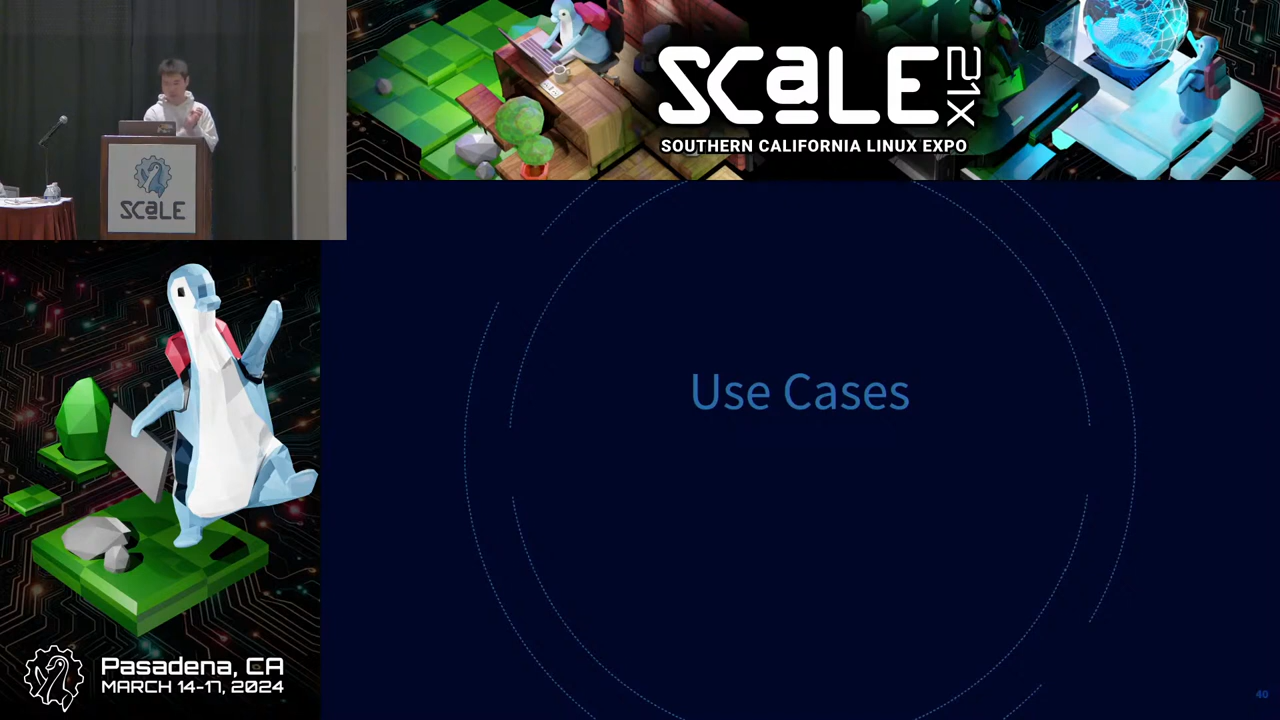 SCaLE
21X
SOUTHERN CALIFORNIA LINUX EXPO
SCaLE
Use Cases
Pasadena, CA
MARCH 14-17, 2024
40